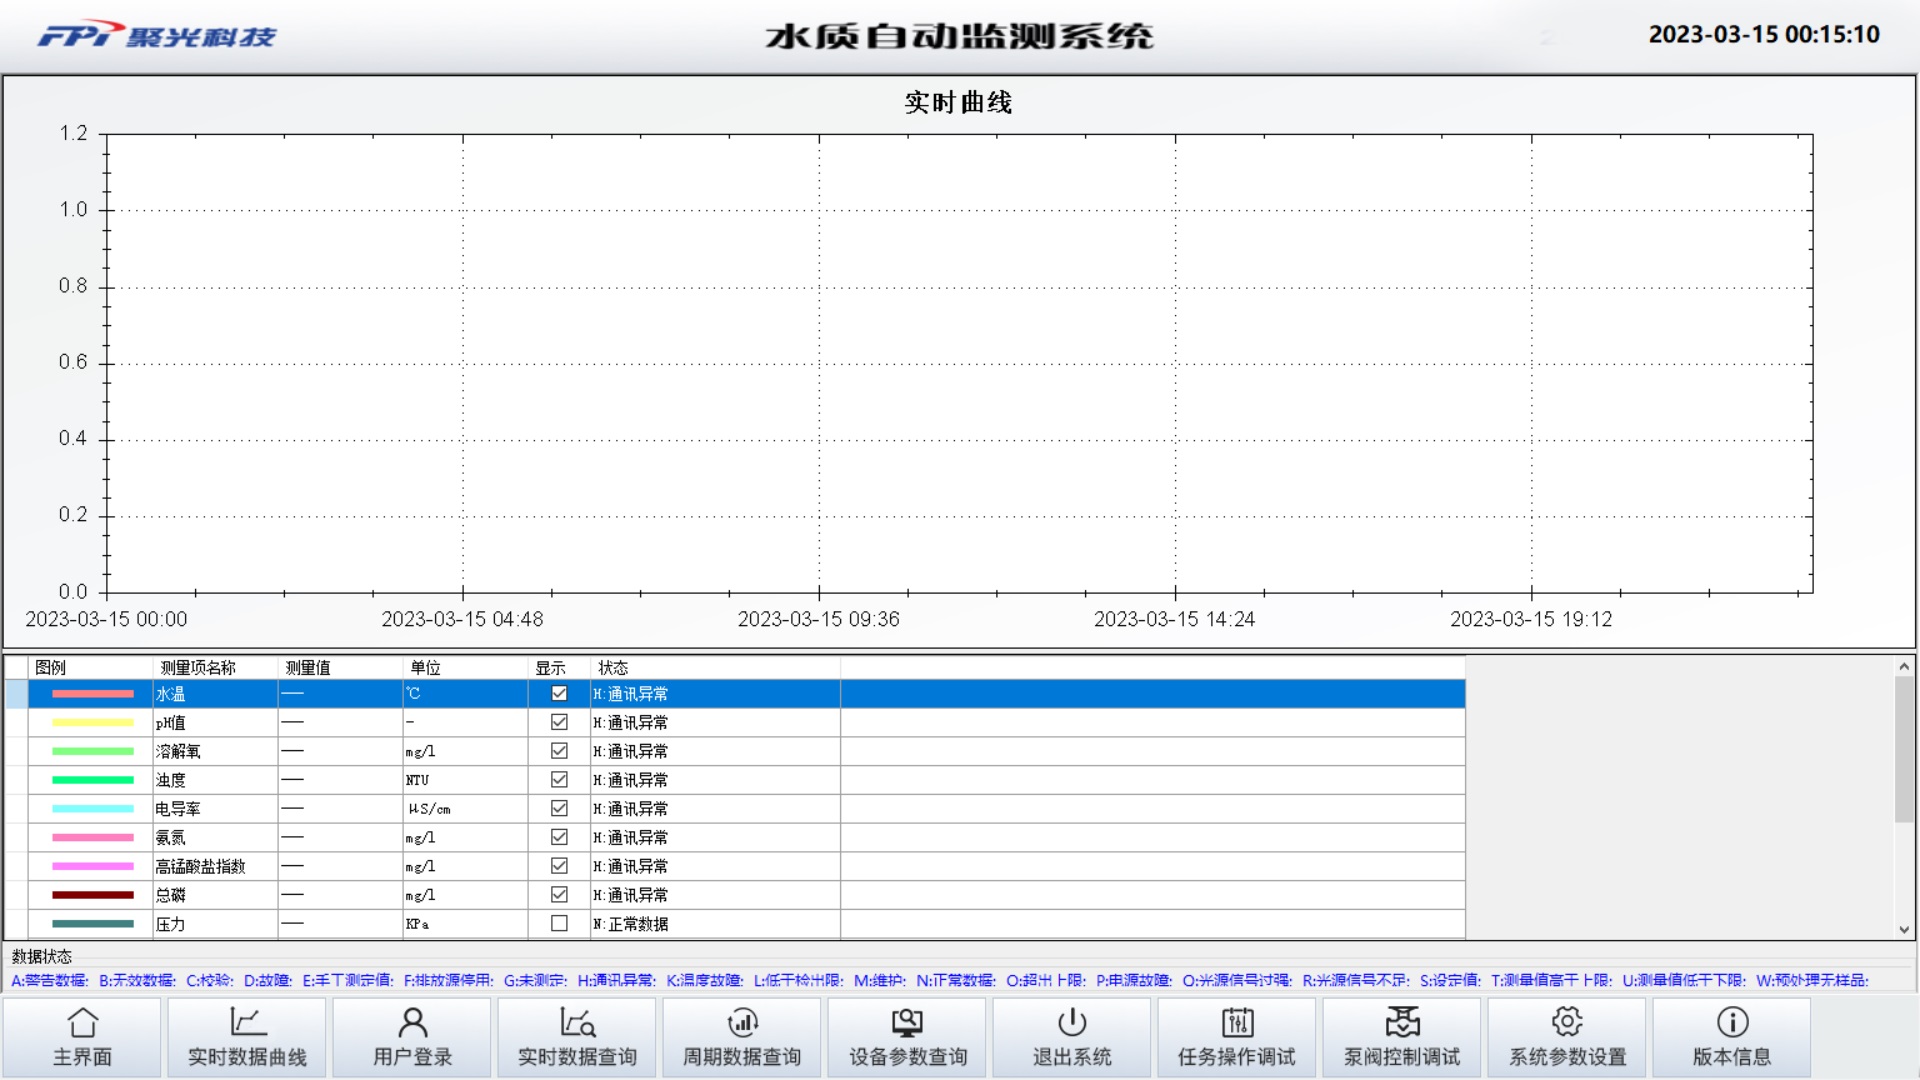 FPI 聚光科技
水质自动监测系统
2023-03-15 00:15:10
实时曲线
1.2
1.0
0.8
0.6
0.4
0.2
0.0
2023-03-15 00:00 2023-03-15 04:48 2023-03-15 09:36 2023-03-15 14:24 2023-03-15 19:12
图例 测量项名称 测量值 单位 显示 状态
水温 —— ℃ H:通讯异常
pH值 —— - H:通讯异常
溶解氧 —— mg/l H:通讯异常
浊度 —— NTU H:通讯异常
电导率 —— μS/cm H:通讯异常
氨氮 —— mg/l H:通讯异常
高锰酸盐指数 —— mg/l H:通讯异常
总磷 —— mg/l H:通讯异常
压力 —— KPa N:正常数据
数据状态
A:警告数据; B:无效数据; C:校验; D:故障; E:手工测定值; F:排放源停用; G:未测定; H:通讯异常; K:温度故障; L:低于检出限; M:维护; N:正常数据; O:超出上限; P:电源故障; Q:光源信号过强; R:光源信号不足; S:设定值; T:测量值高于上限; U:测量值低于下限; W:预处理无样品;
主界面 实时数据曲线 用户登录 实时数据查询 周期数据查询 设备参数查询 退出系统 任务操作调试 泵阀控制调试 系统参数设置 版本信息